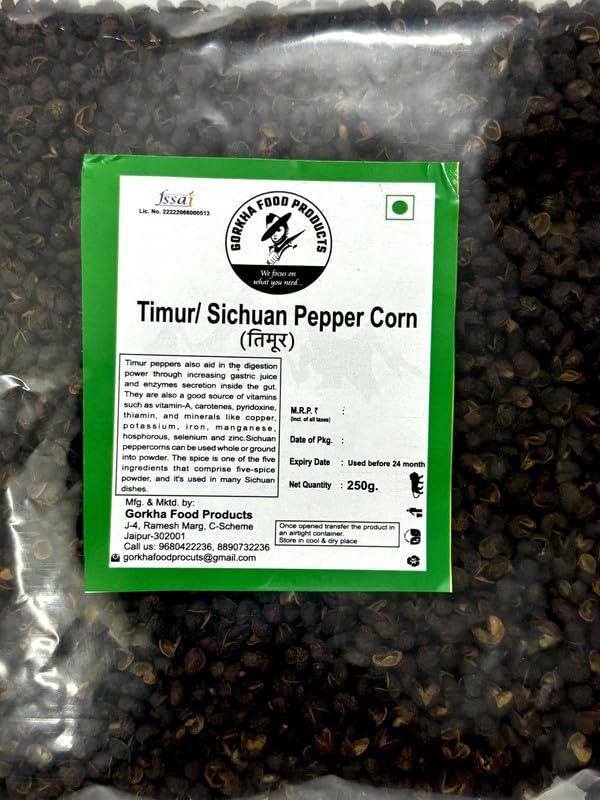 fssai
Lic. No. 22222066000513
GORKHA FOOD PRODUCTS
We focus on
what you need...
Timur/ Sichuan Pepper Corn
(तिमूर)
Timur peppers also aid in the digestion
power through increasing gastric juice
and enzymes secretion inside the gut.
They are also a good source of vitamins
such as vitamin-A, carotenes, pyridoxine,
thiamin, and minerals like copper,
potassium, iron, manganese,
hosphorous, selenium and zinc.Sichuan
peppercorns can be used whole or ground
into powder. The spice is one of the five
ingredients that comprise five-spice
powder, and it's used in many Sichuan
dishes.
M.R.P. ₹ :
(incl. of all taxes)
Date of Pkg. :
Expiry Date : Used before 24 month
Net Quantity : 250g.
Mfg. & Mktd. by:
Gorkha Food Products
J-4, Ramesh Marg, C-Scheme
Jaipur-302001
Call us: 9680422236, 8890732236
gorkhafoodprocuts@gmail.com
Once opened transfer the product in
an airtight container.
Store in cool & dry place